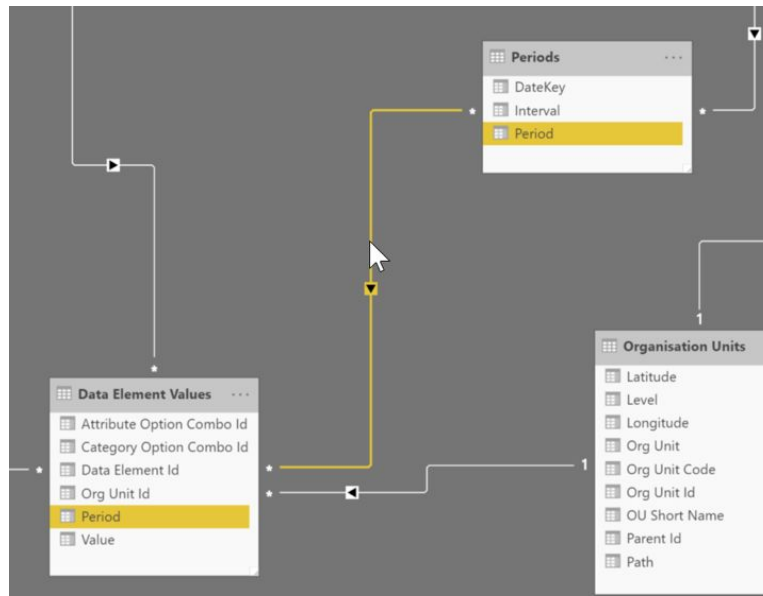 Periods
DateKey
Interval
Period
*
*
1
Organisation Units
Latitude
Level
Longitude
Org Unit
Org Unit Code
Org Unit Id
OU Short Name
Parent Id
Path
*
Data Element Values
Attribute Option Combo Id
Category Option Combo Id
Data Element Id
Org Unit Id
Period
Value
*
*
*
1